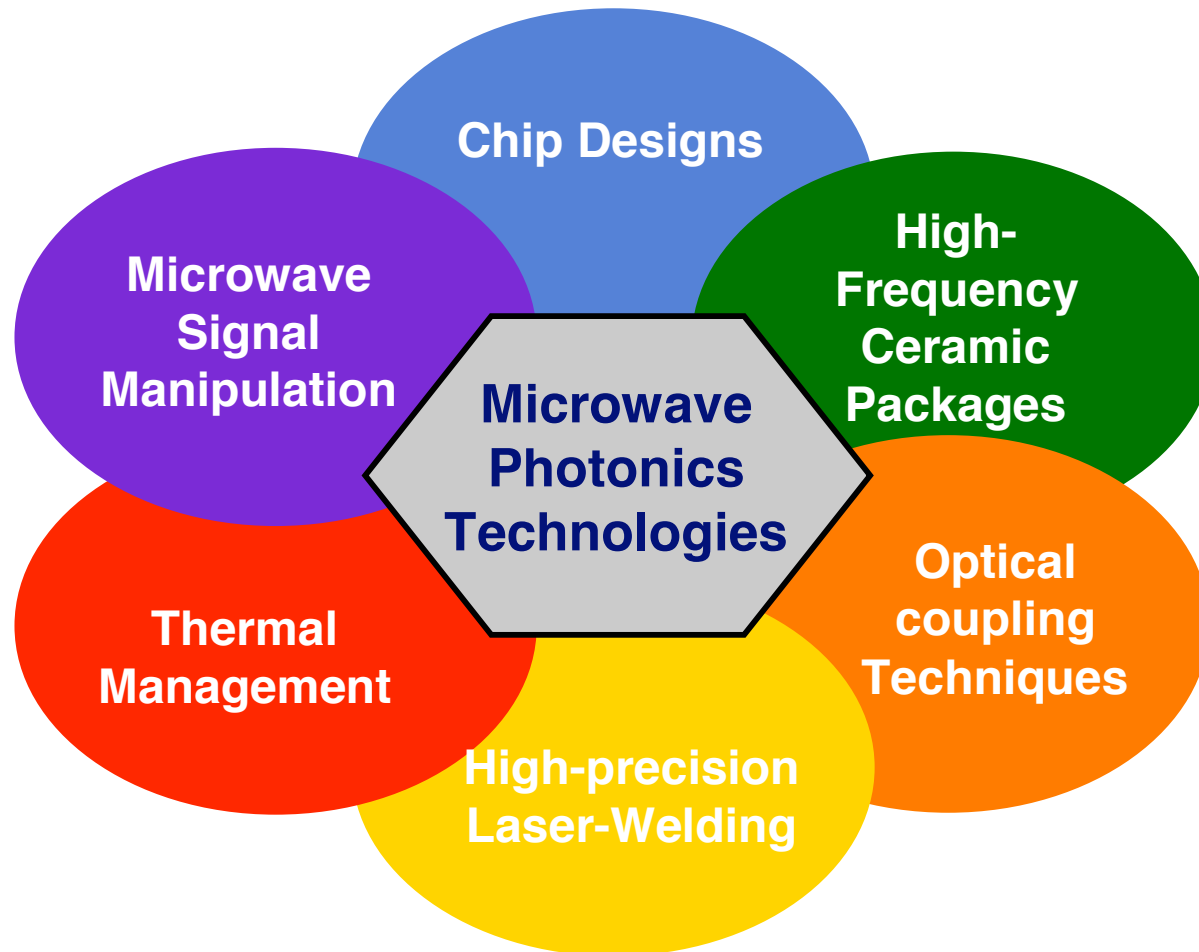 Chip Designs
High-
Frequency
Ceramic
Packages
Microwave
Signal
Manipulation
Microwave
Photonics
Technologies
Optical
coupling
Techniques
Thermal
Management
High-precision
Laser-Welding